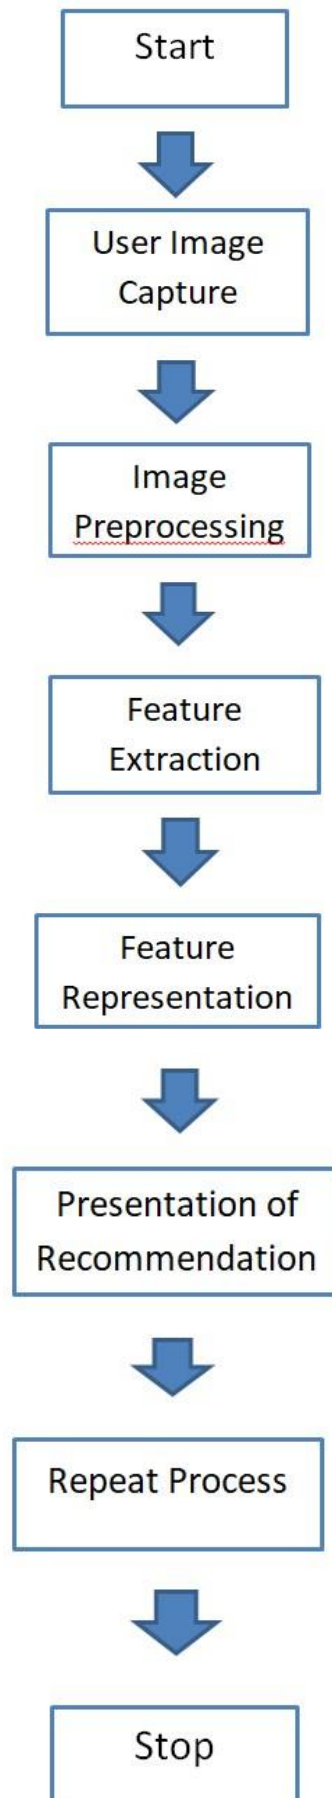 Start
User Image
Capture
Image
Preprocessing
Feature
Extraction
Feature
Representation
Presentation of
Recommendation
Repeat Process
Stop